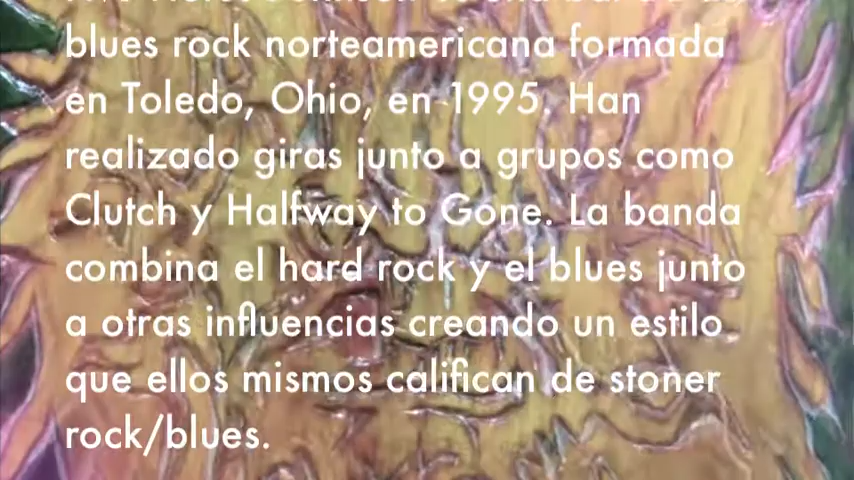 blues rock norteamericana formada
en Toledo, Ohio, en 1995. Han
realizado giras junto a grupos como
Clutch y Halfway to Gone. La banda
combina el hard rock y el blues junto
a otras influencias creando un estilo
que ellos mismos califican de stoner
rock/blues.